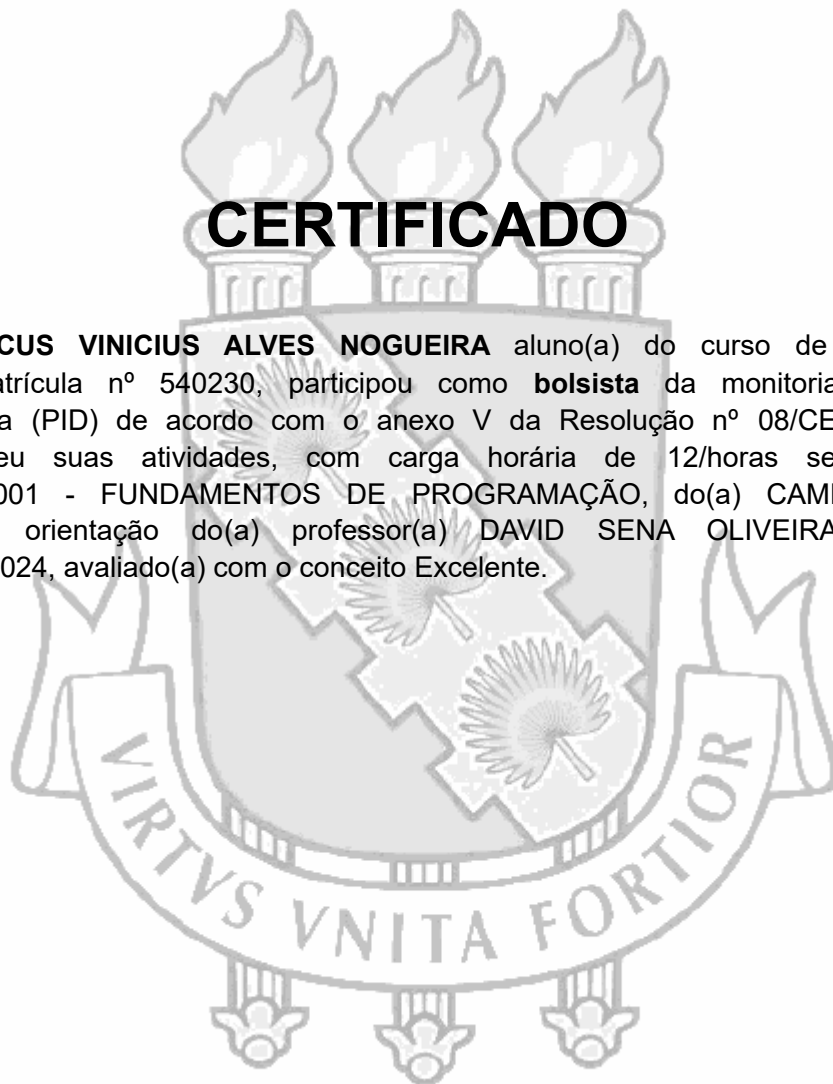 CERTIFICADO
CUS VINICIUS ALVES NOGUEIRA aluno(a) do curso de
atrícula nº 540230, participou como bolsista da monitoria
a (PID) de acordo com o anexo V da Resolução nº 08/CE
eu suas atividades, com carga horária de 12/horas se
001 - FUNDAMENTOS DE PROGRAMAÇÃO, do(a) CAM
orientação do(a) professor(a) DAVID SENA OLIVEIRA
024, avaliado(a) com o conceito Excelente.
VIRTVS VNITA FORTIOR